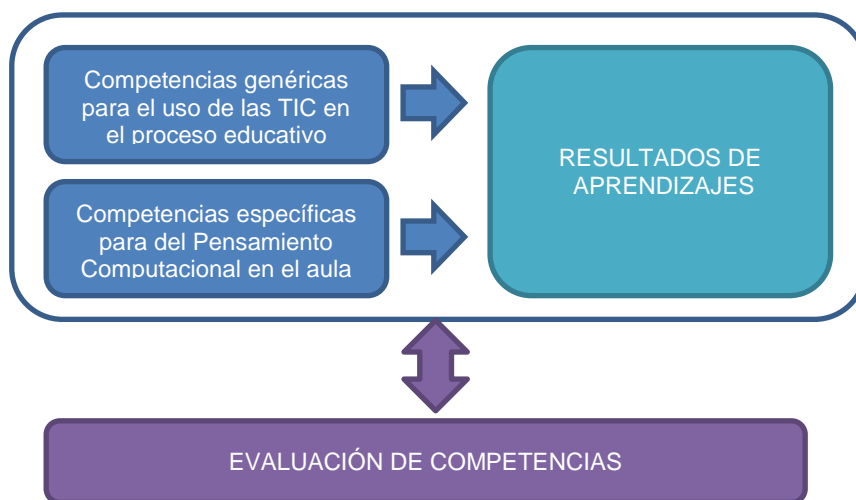 Competencias genéricas
para el uso de las TIC en
el proceso educativo
RESULTADOS DE
APRENDIZAJES
Competencias específicas
para del Pensamiento
Computacional en el aula
EVALUACIÓN DE COMPETENCIAS